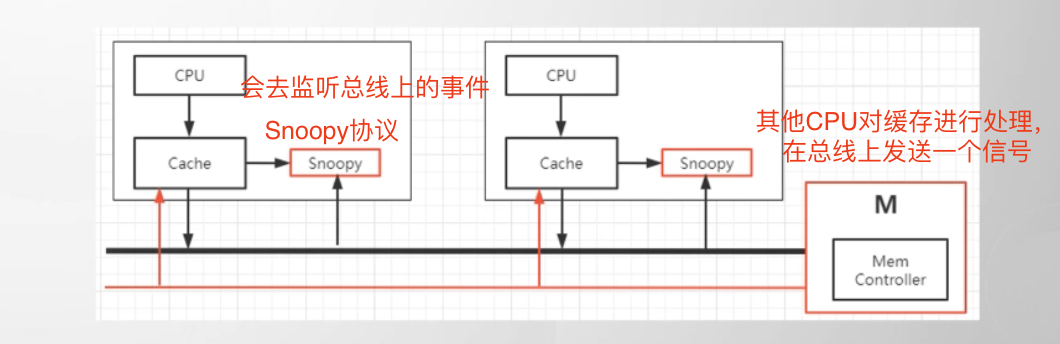 CPU
会去监听总线上的事件
Snoopy协议
Cache
Snoopy
CPU
Cache
Snoopy
其他CPU对缓存进行处理，
在总线上发送一个信号
M
Mem
Controller